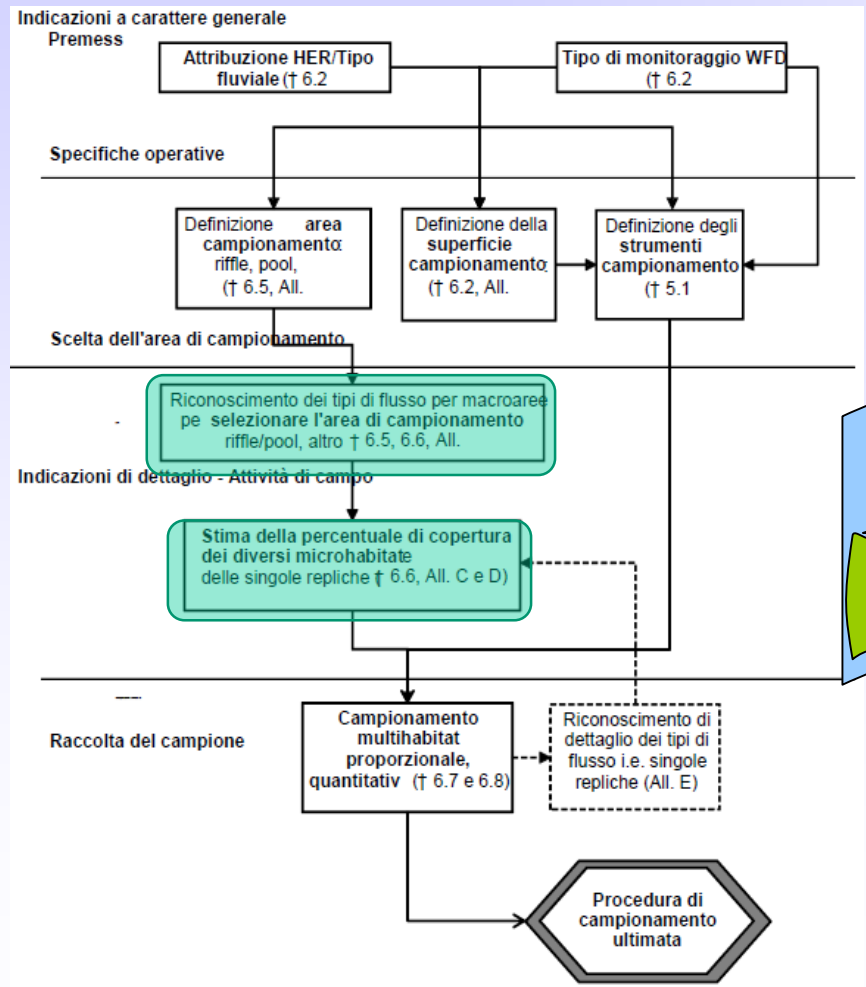 Indicazioni a carattere generale
Premess
Attribuzione HER/Tipo
fluviale († 6.2
Tipo di monitoraggio WFD
(† 6.2
Specifiche operative
Definizione area
campionamento:
riffle, pool,
(† 6.5, All.
Definizione della
superficie
campionamento:
(† 6.2, All.
Definizione degli
strumenti
campionamento
(† 5.1
Scelta dell'area di campionamento
Riconoscimento dei tipi di flusso per macroaree
pe selezionare l'area di campionamento
riffle/pool, altro † 6.5, 6.6, All.
Indicazioni di dettaglio - Attività di campo
Stima della percentuale di copertura
dei diversi microhabitate
delle singole repliche († 6.6, All. C e D)
Raccolta del campione
Campionamento
multihabitat
proporzionale,
quantitativ († 6.7 e 6.8)
Riconoscimento di
dettaglio dei tipi di
flusso i.e. singole
repliche (All. E)
Procedura di
campionamento
ultimata